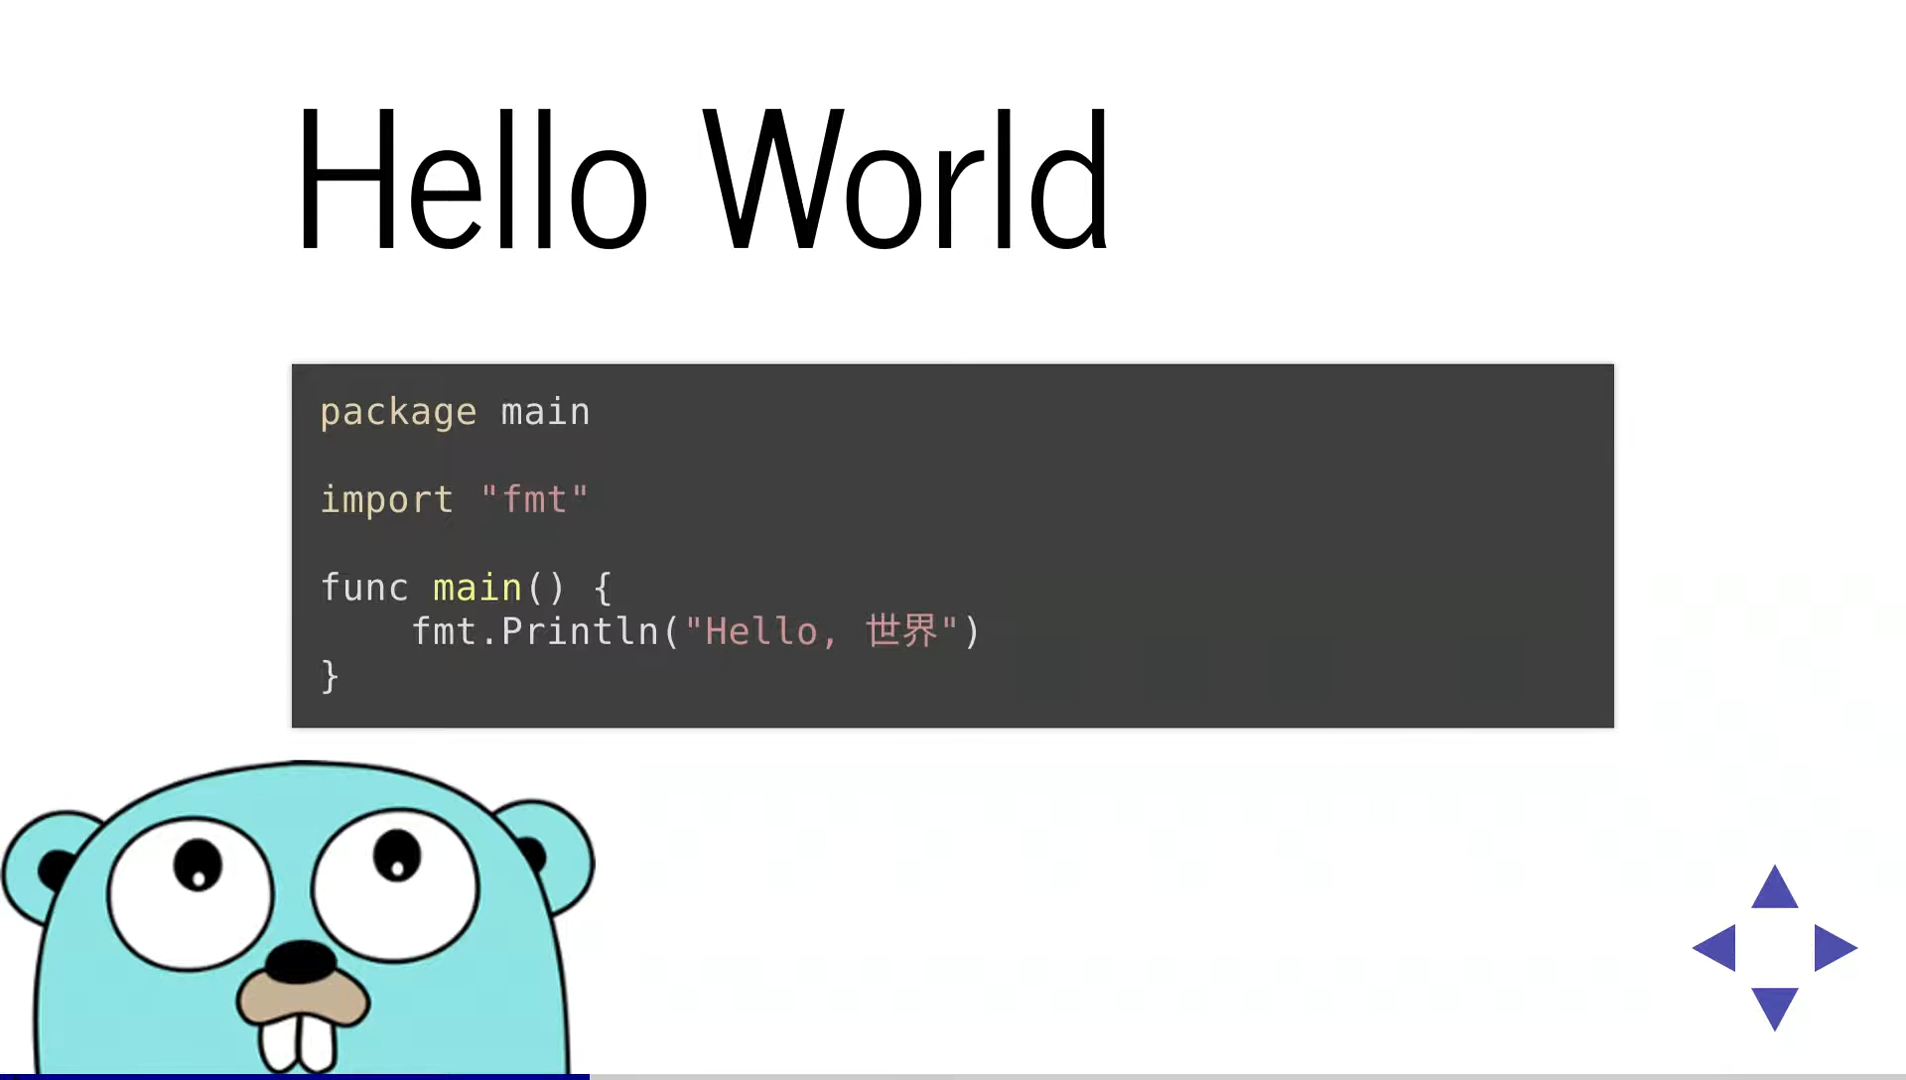 Hello World
package main
import "fmt"
func main() {
    fmt.Println("Hello, 世界")
}